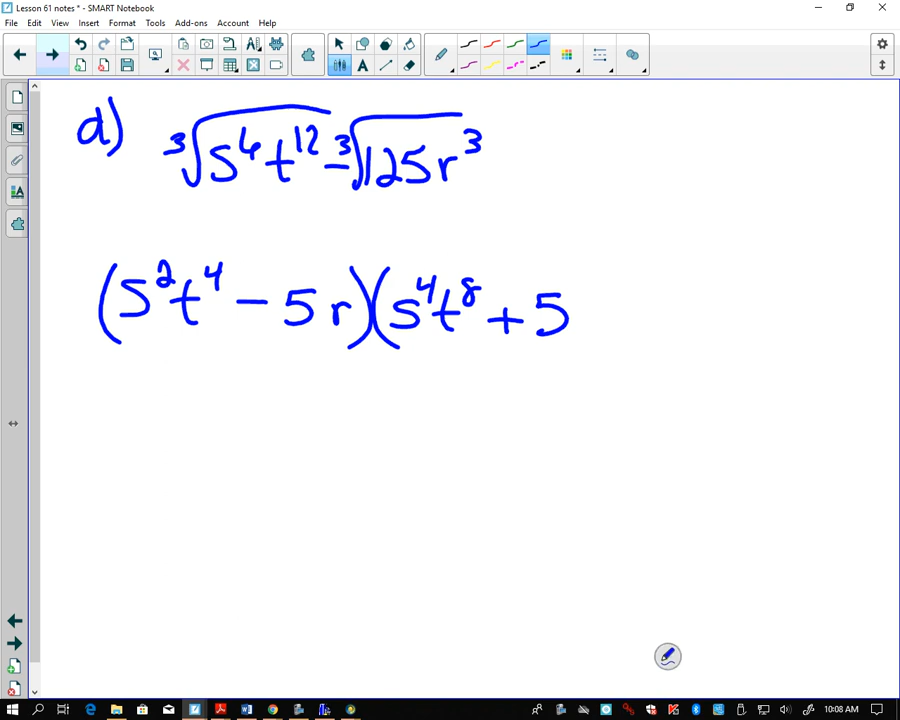 Lesson 61 notes * - SMART Notebook
File Edit View Insert Format Tools Add-ons Account Help
d) ³√s⁶t¹² - ³√125r³
(s²t⁴ - 5r)(s⁴t⁸ + 5
10:08 AM